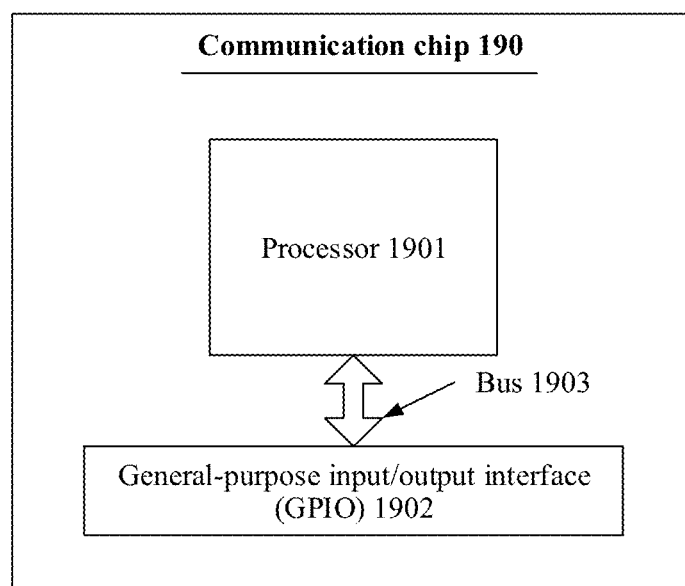 Communication chip 190
Processor 1901
Bus 1903
General-purpose input/output interface
(GPIO) 1902